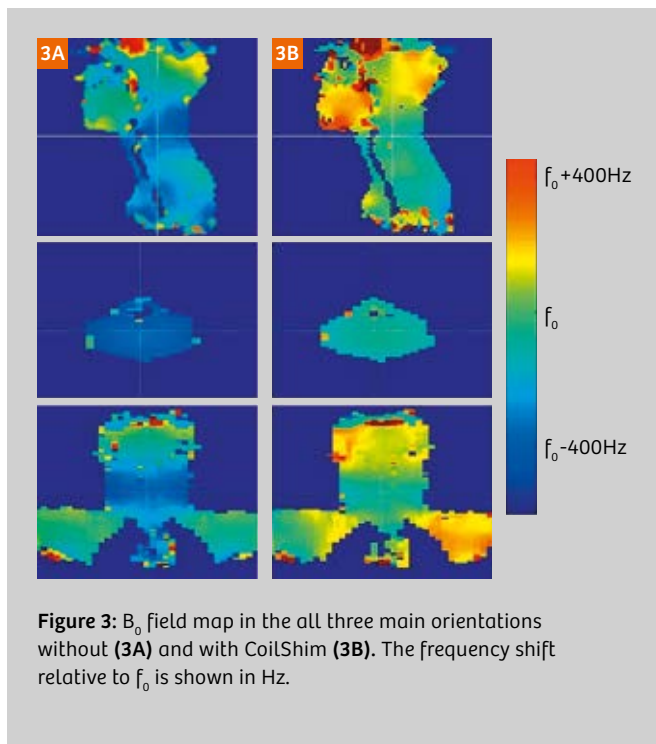 3A
3B
f₀+400Hz
f₀
f₀-400Hz
Figure 3: B₀ field map in the all three main orientations
without (3A) and with CoilShim (3B). The frequency shift
relative to f₀ is shown in Hz.